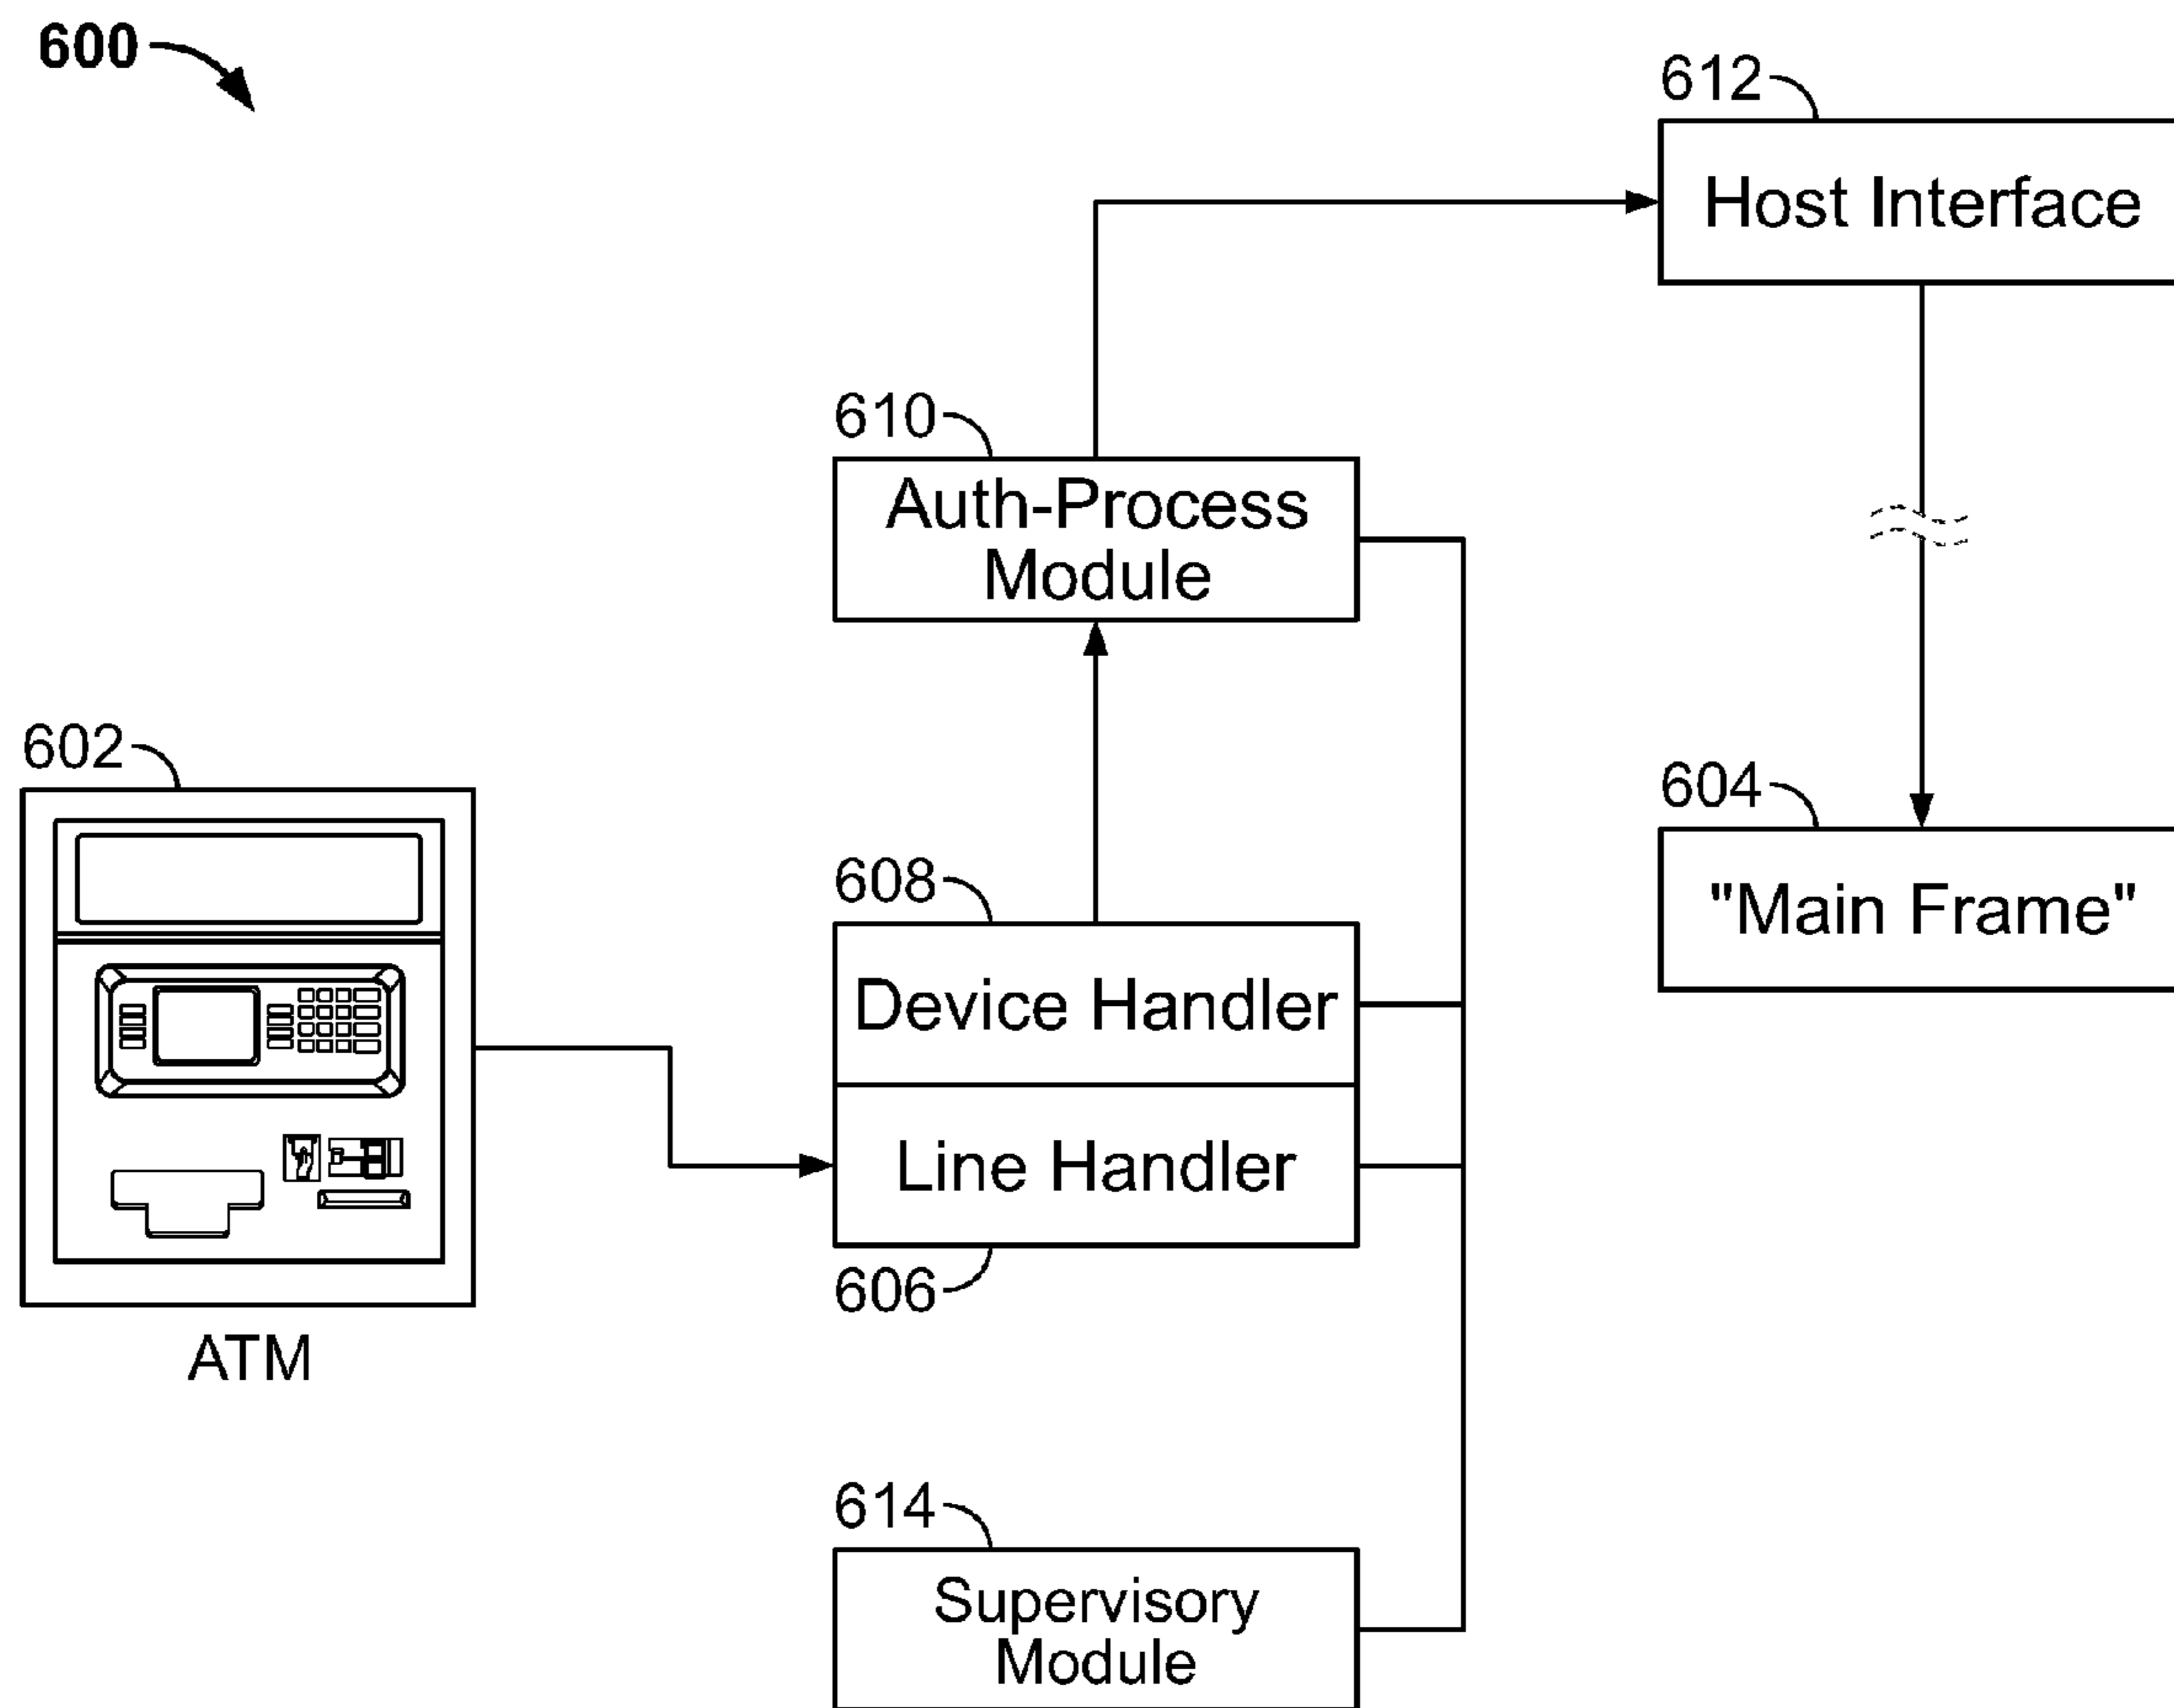 600
612
Host Interface
610
Auth-Process
Module
602
604
"Main Frame"
608
Device Handler
Line Handler
606
ATM
614
Supervisory
Module